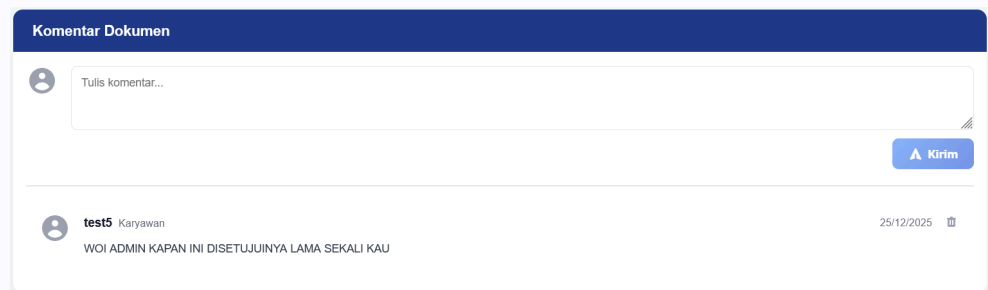 Komentar Dokumen
Tulis komentar...
Kirim
test5 Karyawan 25/12/2025
WOI ADMIN KAPAN INI DISETUJUINYA LAMA SEKALI KAU